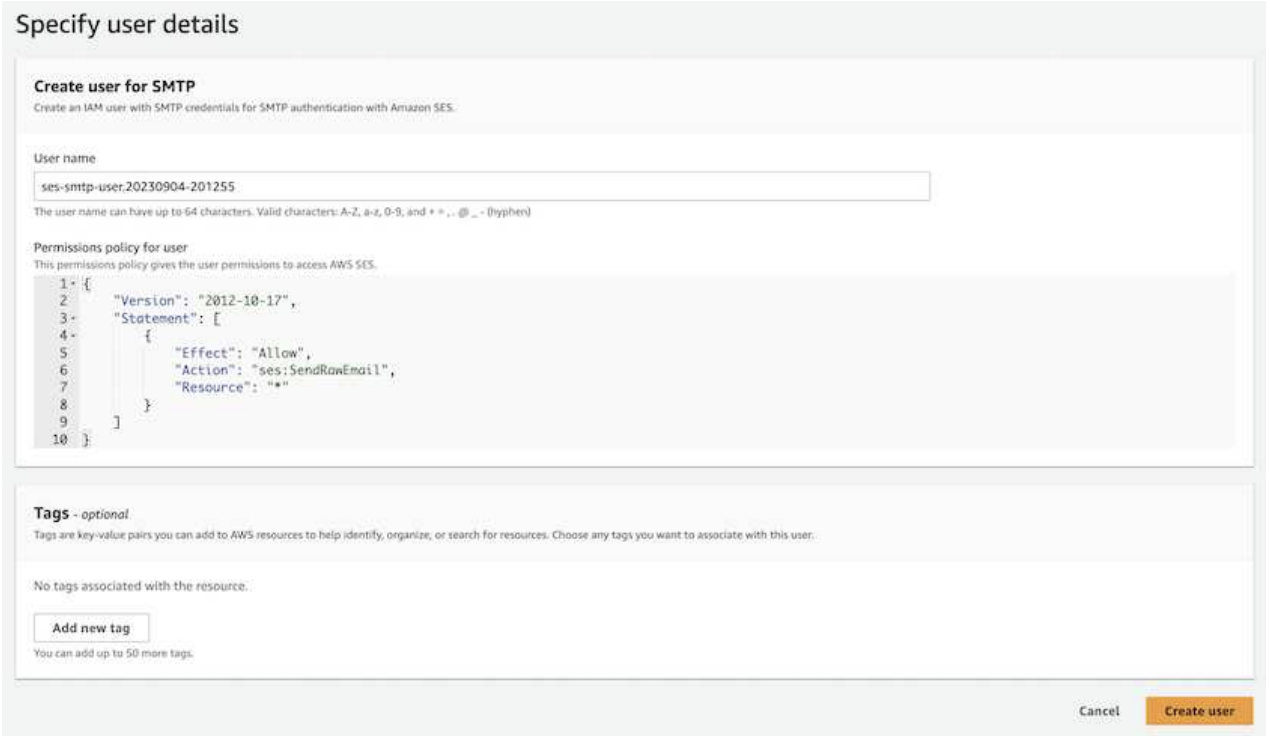 Specify user details
Create user for SMTP
Create an IAM user with SMTP credentials for SMTP authentication with Amazon SES.
User name
ses-smtp-user.20230904-201255
The user name can have up to 64 characters. Valid characters: A-Z, a-z, 0-9, and + = , . @ _ - (hyphen)
Permissions policy for user
This permissions policy gives the user permissions to access AWS SES.
1 {
2 "Version": "2012-10-17",
3 "Statement": [
4 {
5 "Effect": "Allow",
6 "Action": "ses:SendRawEmail",
7 "Resource": "*"
8 }
9 ]
10 }
Tags - optional
Tags are key-value pairs you can add to AWS resources to help identify, organize, or search for resources. Choose any tags you want to associate with this user.
No tags associated with the resource.
Add new tag
You can add up to 50 more tags.
Cancel Create user